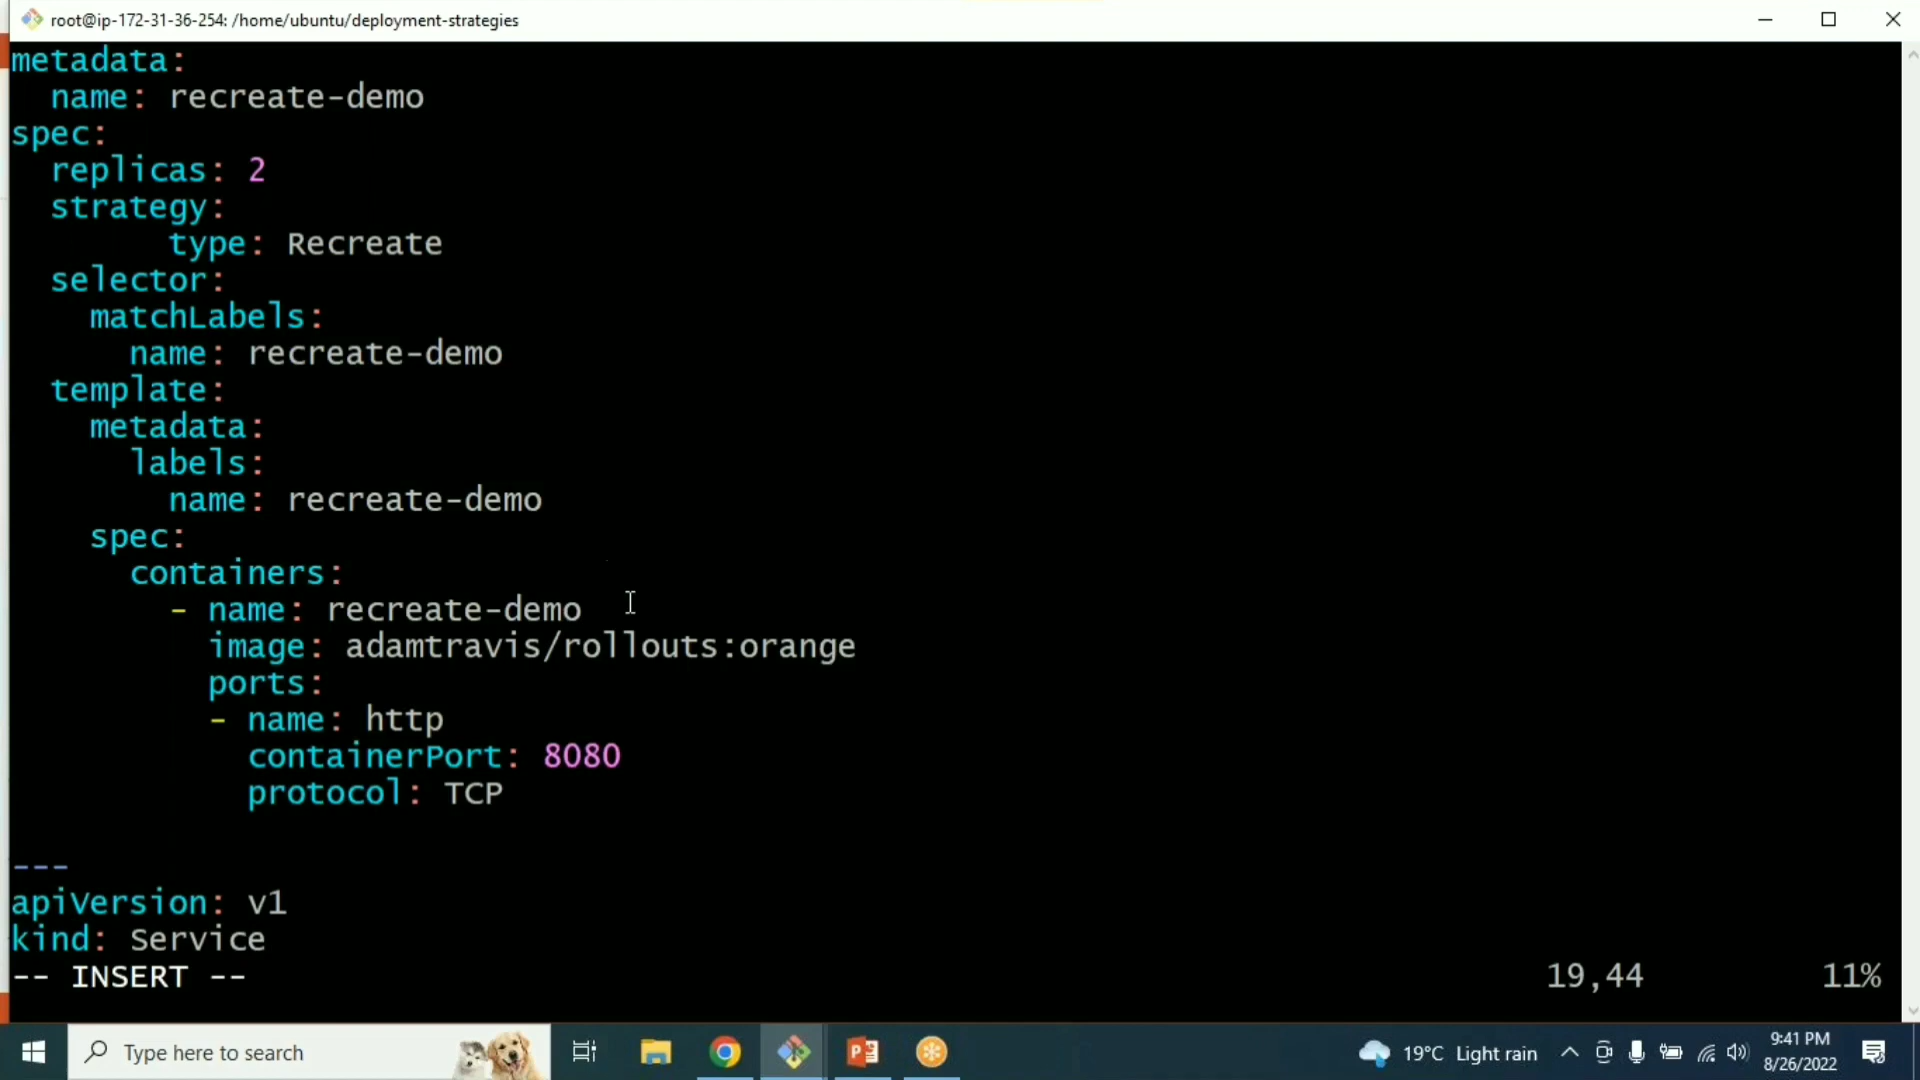 root@ip-172-31-36-254: /home/ubuntu/deployment-strategies
metadata:
  name: recreate-demo
spec:
  replicas: 2
  strategy:
        type: Recreate
  selector:
    matchLabels:
      name: recreate-demo
  template:
    metadata:
      labels:
        name: recreate-demo
    spec:
      containers:
        - name: recreate-demo
          image: adamtravis/rollouts:orange
          ports:
          - name: http
            containerPort: 8080
            protocol: TCP
---
apiVersion: v1
kind: Service
-- INSERT -- 19,44 11%
Type here to search
19°C Light rain
9:41 PM
8/26/2022